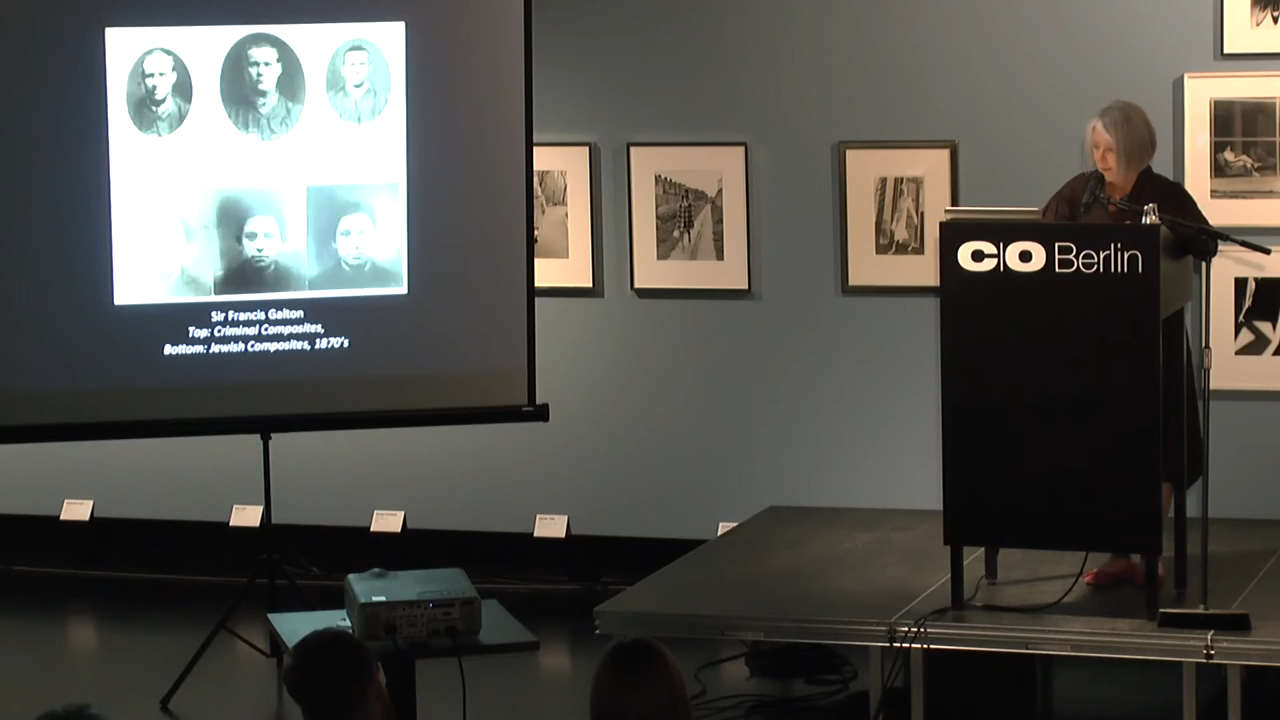 Sir Francis Galton
Top: Criminal Composites,
Bottom: Jewish Composites, 1870's
C|O Berlin